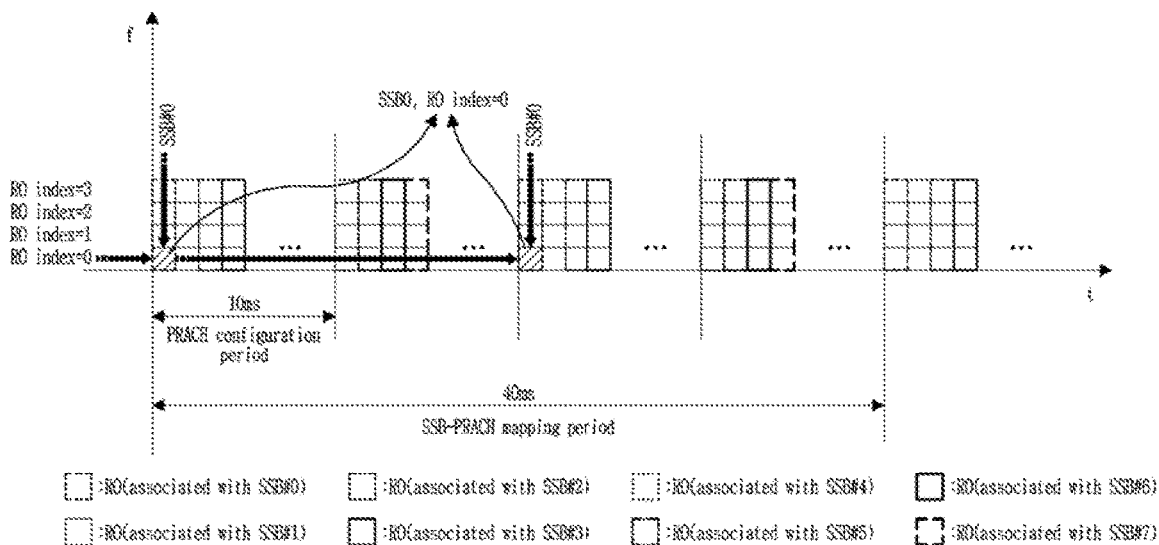 f
SSB#0
SSB0, RO index=0
SSB#0
RO index=3
RO index=2
RO index=1
RO index=0
...
...
...
...
...
t
10ms
PRACH configuration
period
40ms
SSB-PRACH mapping period
:RO(associated with SSB#0)
:RO(associated with SSB#2)
:RO(associated with SSB#4)
:RO(associated with SSB#6)
:RO(associated with SSB#1)
:RO(associated with SSB#3)
:RO(associated with SSB#5)
:RO(associated with SSB#7)